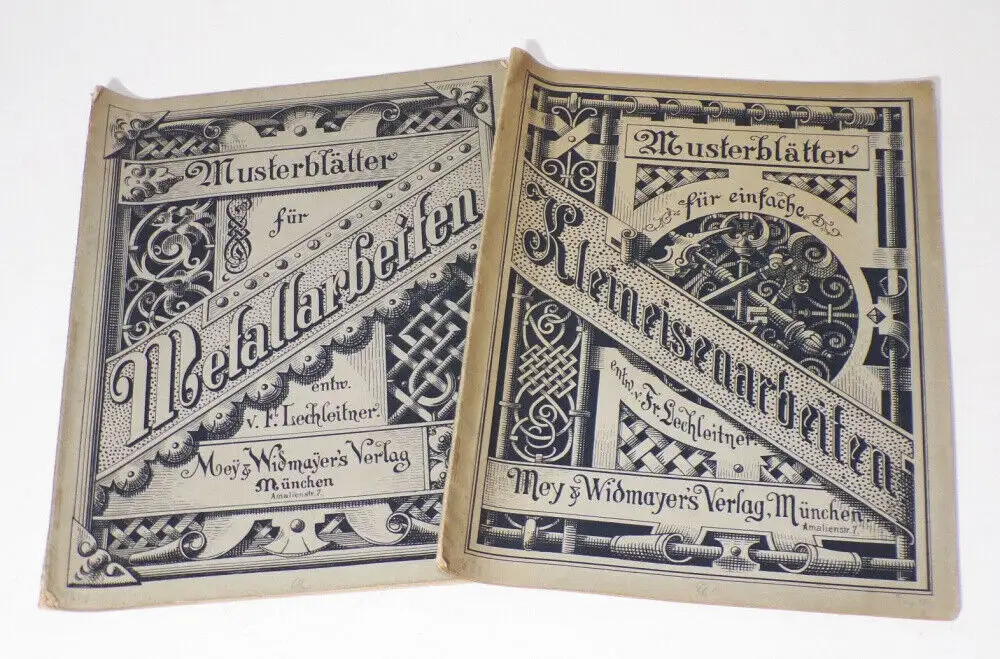 Musterblätter
für
Metallarbeiten
entw.
v. F. Lechleitner.
Mey & Widmayer's Verlag
München
Amalienstr. 7.
Musterblätter
für einfache
Kleineisenarbeiten
entw. v. Fr. Lechleitner.
Mey & Widmayer's Verlag, München
Amalienstr. 7